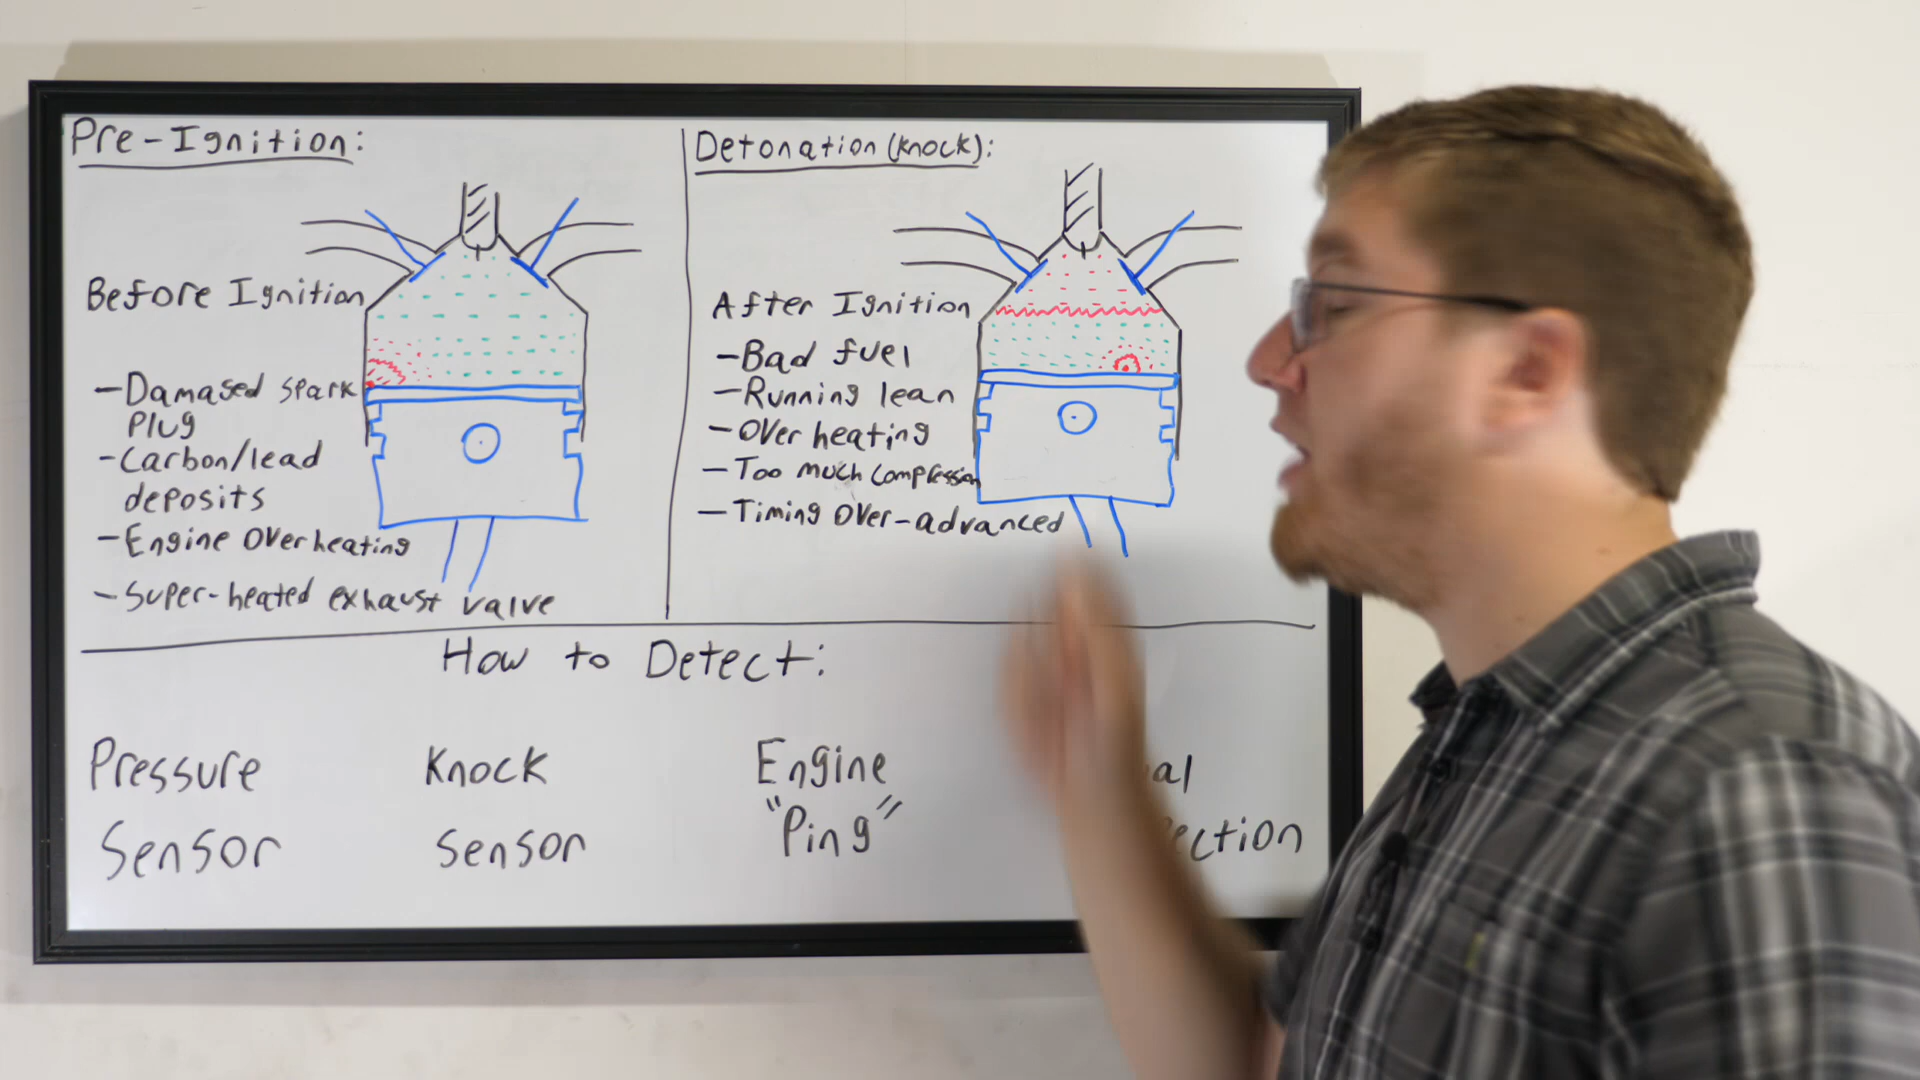 Pre-Ignition:
Before Ignition
-Damaged spark
Plug
-Carbon/lead
deposits
-Engine Overheating
-Super-heated exhaust valve
Detonation (Knock):
After Ignition
-Bad fuel
-Running lean
-Over heating
-Too much compression
-Timing Over-advanced
How to Detect:
Pressure
Sensor
Knock
Sensor
Engine
"Ping"